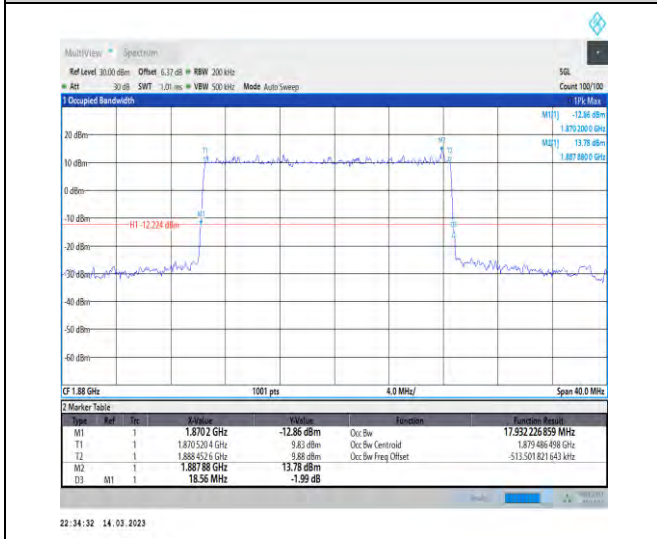 MultiView Spectrum
Ref Level 30.00 dBm Offset 6.37 dB RBW 200 kHz SGL
Att 30 dB SWT 1.01 ms VBW 500 kHz Mode Auto Sweep Count 100/100
1 Occupied Bandwidth 1Pk Max
M1[1] -12.86 dBm
1.870 200 0 GHz
M2[1] 13.78 dBm
1.887 880 0 GHz
20 dBm
M2
T1 T2
10 dBm
0 dBm
-10 dBm M1
H1 -12.224 dBm
-20 dBm
-30 dBm
-40 dBm
-50 dBm
-60 dBm
CF 1.88 GHz 1001 pts 4.0 MHz/ Span 40.0 MHz
2 Marker Table
Type Ref Trc X-Value Y-Value Function Function Result
M1 1 1.870 2 GHz -12.86 dBm Occ Bw 17.932 226 859 MHz
T1 1 1.870 520 4 GHz 9.83 dBm Occ Bw Centroid 1.879 486 498 GHz
T2 1 1.888 452 6 GHz 9.88 dBm Occ Bw Freq Offset -513.501 821 643 kHz
M2 1 1.887 88 GHz 13.78 dBm
D3 M1 1 18.56 MHz -1.99 dB
22:34:32 14.03.2023